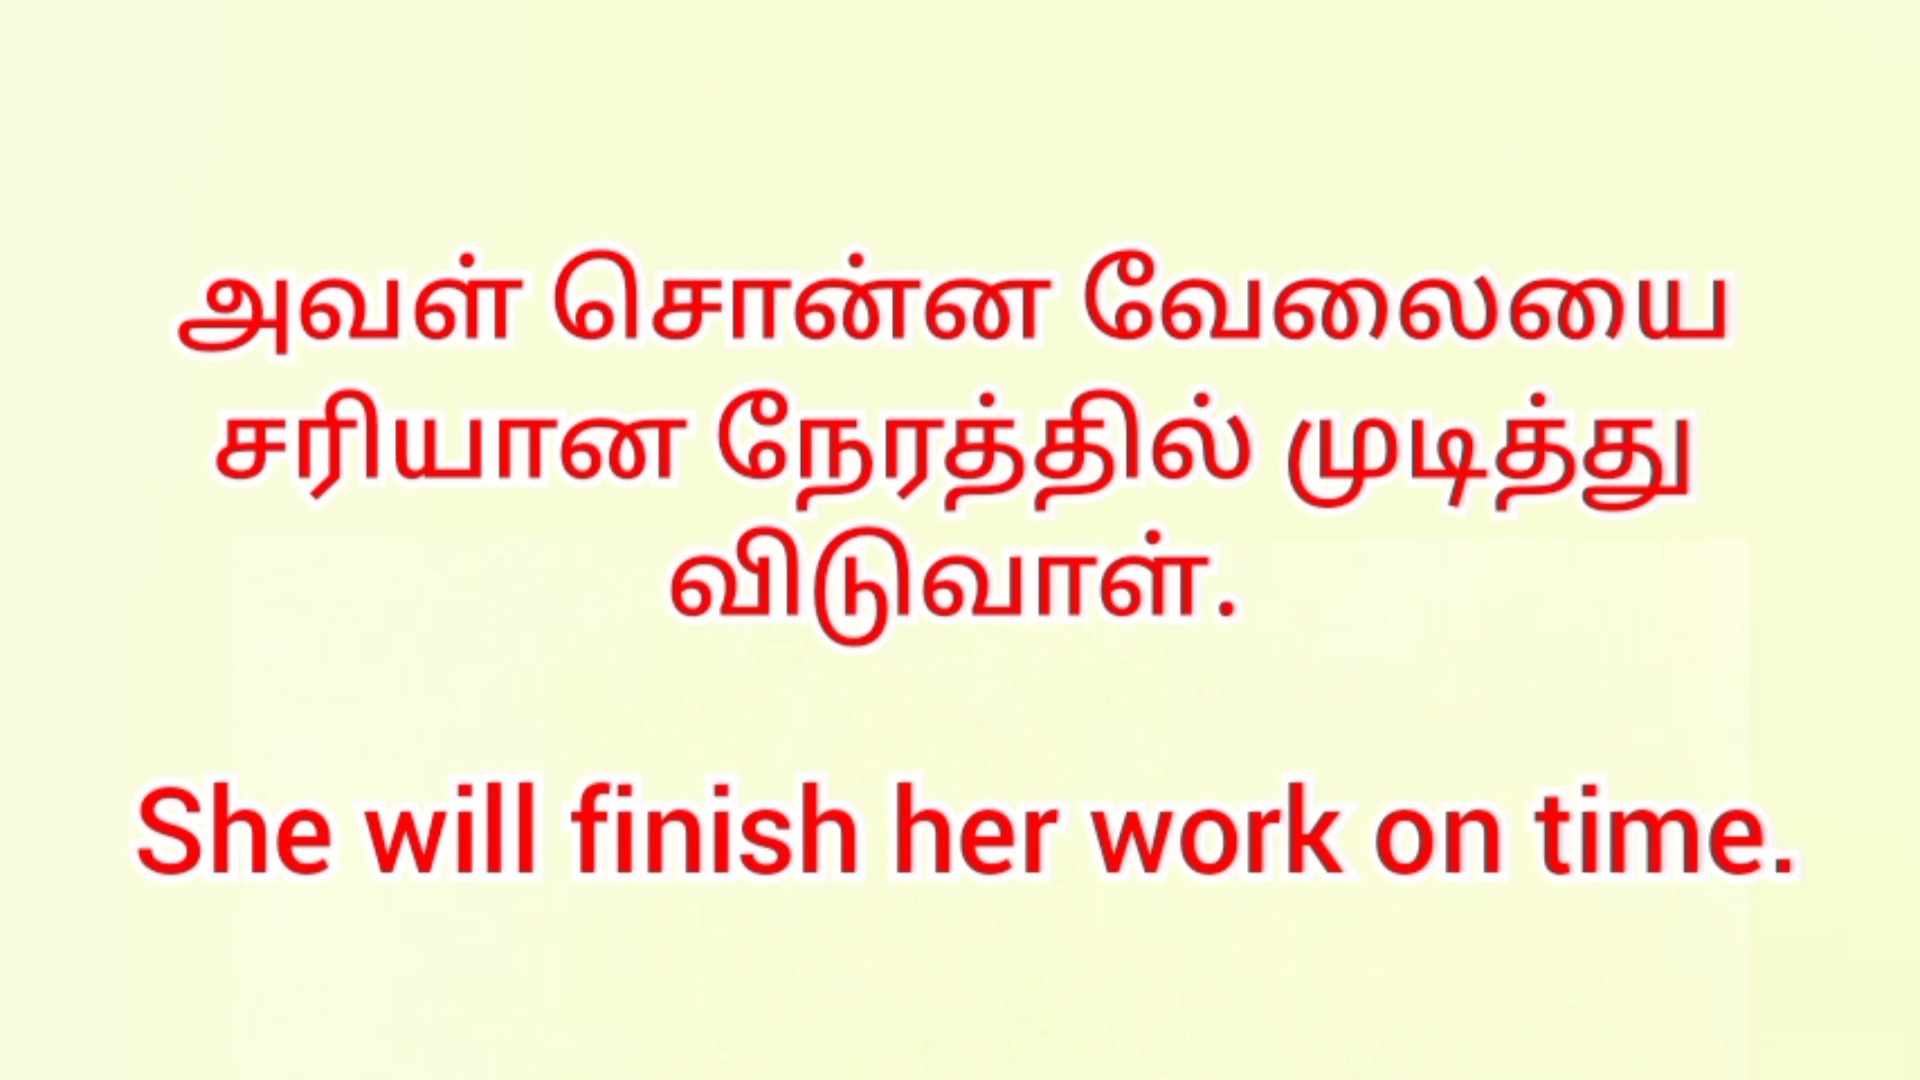 அவள் சொன்ன வேலையை
சரியான நேரத்தில் முடித்து
விடுவாள்.
She will finish her work on time.